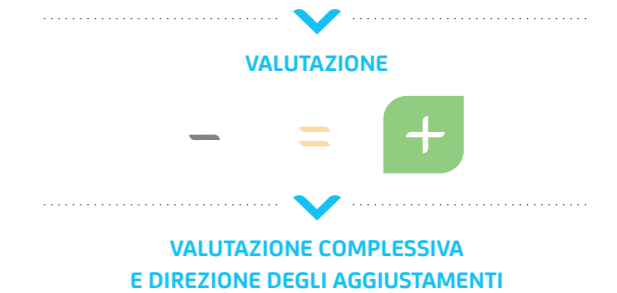 VALUTAZIONE
– = +
VALUTAZIONE COMPLESSIVA
E DIREZIONE DEGLI AGGIUSTAMENTI